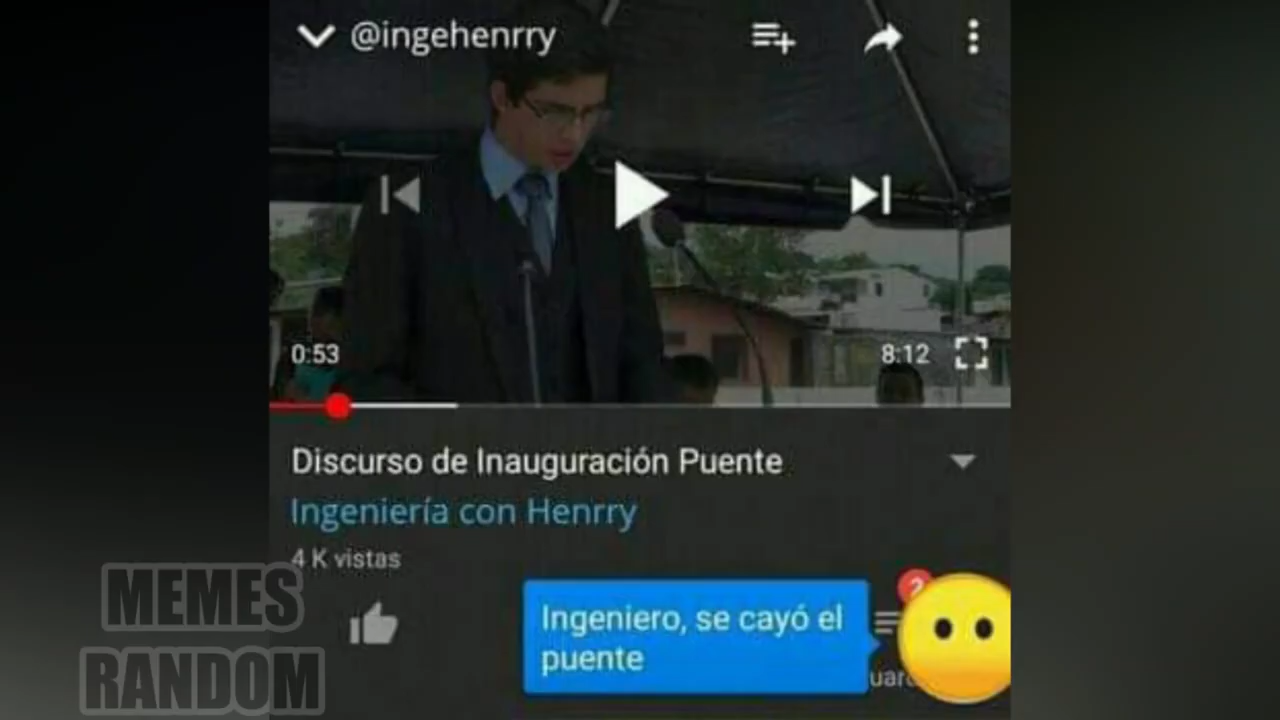 @ingehenrry
0:53
8:12
Discurso de Inauguración Puente
Ingeniería con Henrry
4 K vistas
2
Ingeniero, se cayó el
puente
MEMES
RANDOM